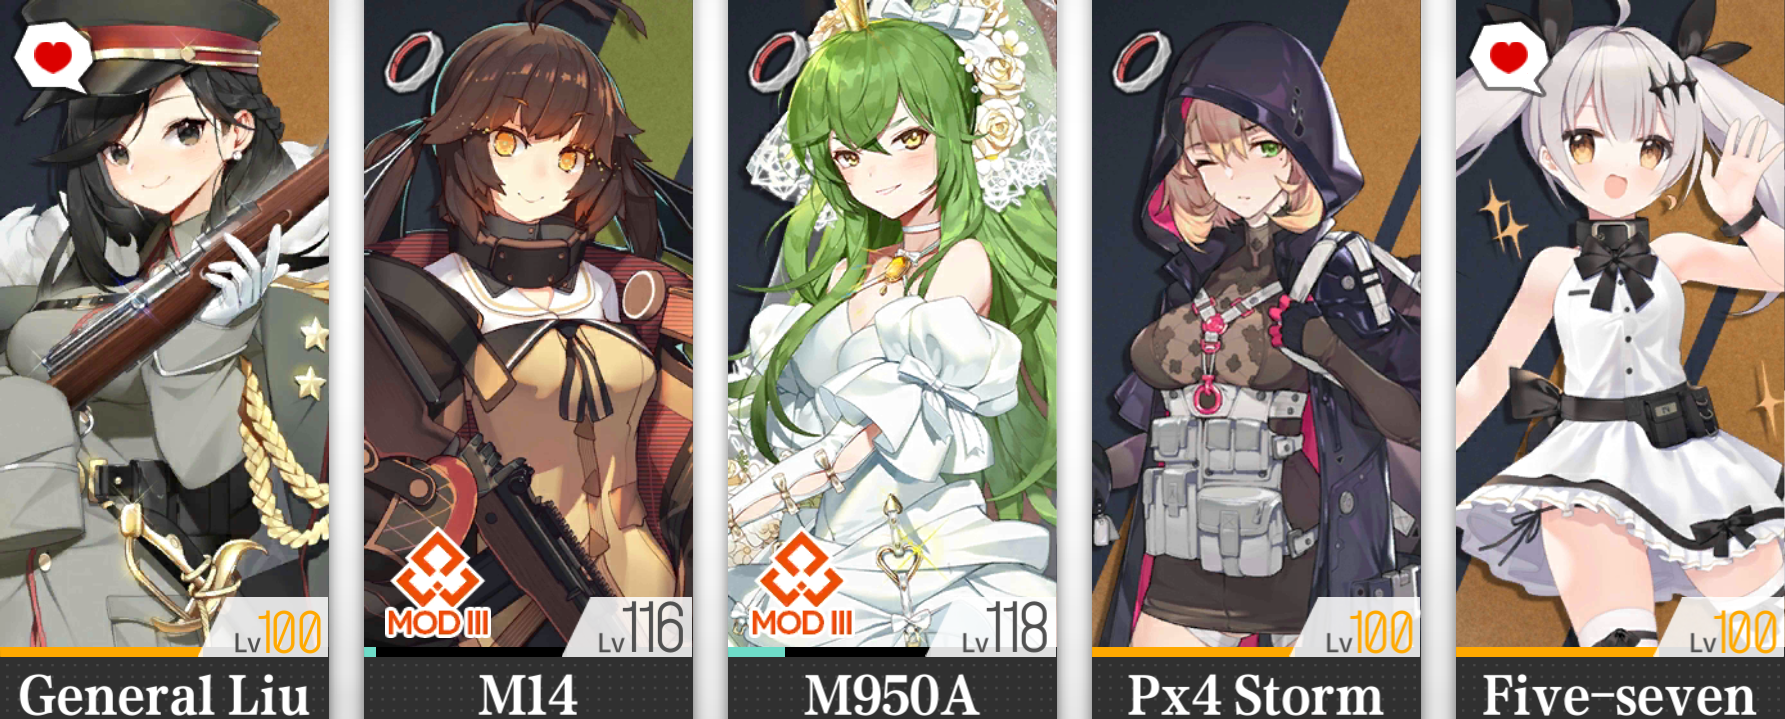 Lv100
General Liu
MOD III
Lv116
M14
MOD III
Lv118
M950A
Lv100
Px4 Storm
Lv100
Five-seven